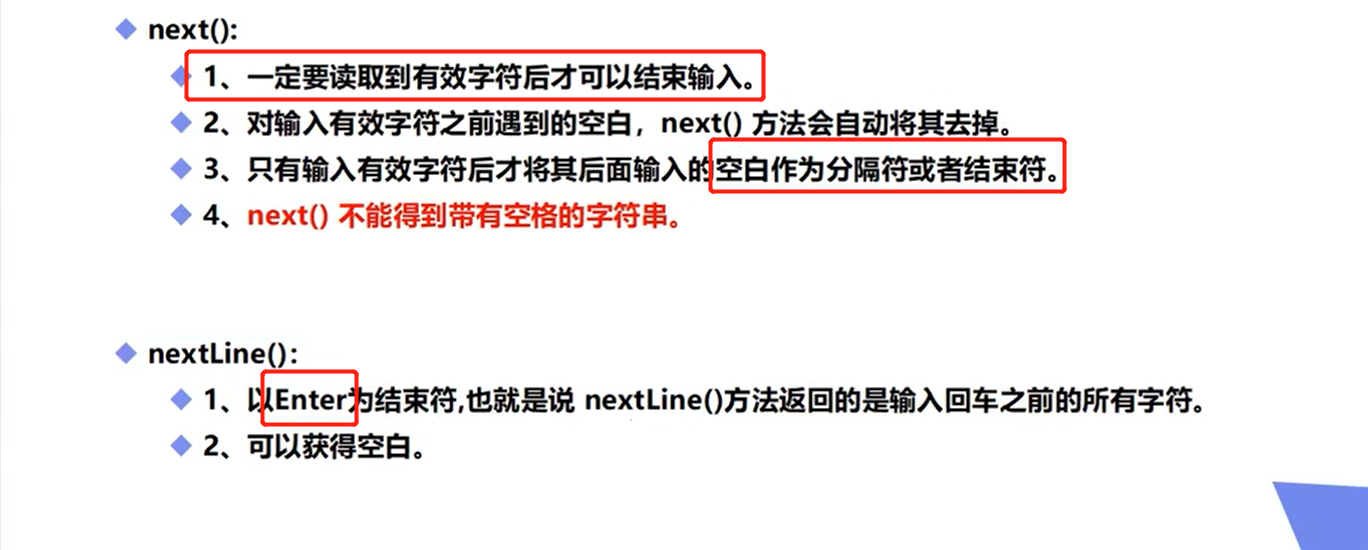 next():
1、一定要读取到有效字符后才可以结束输入。
2、对输入有效字符之前遇到的空白，next() 方法会自动将其去掉。
3、只有输入有效字符后才将其后面输入的空白作为分隔符或者结束符。
4、next() 不能得到带有空格的字符串。
nextLine():
1、以Enter为结束符,也就是说 nextLine()方法返回的是输入回车之前的所有字符。
2、可以获得空白。